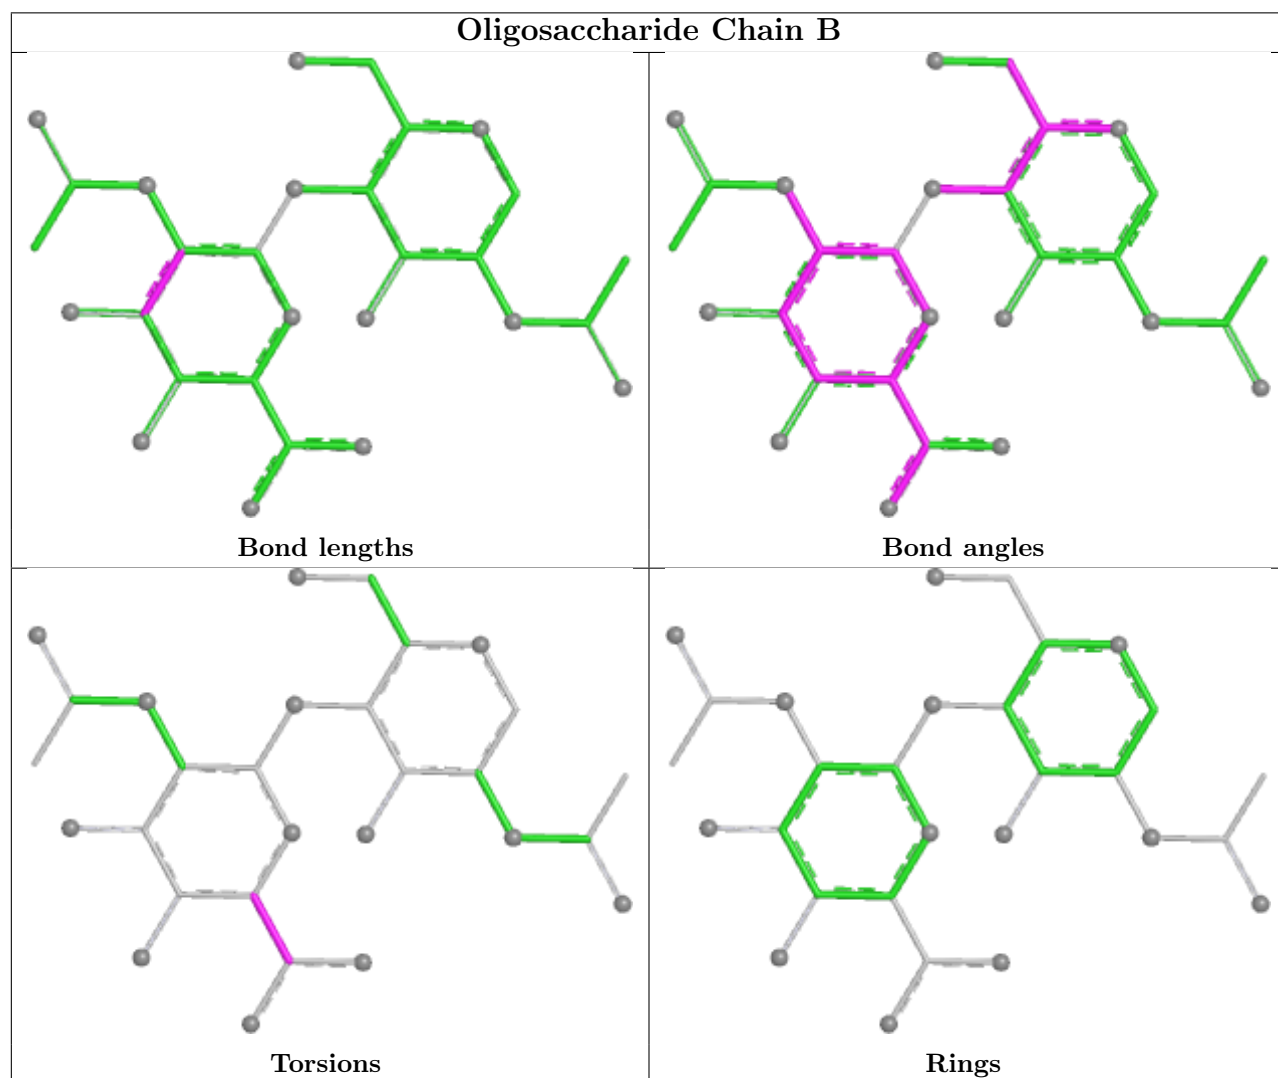 Oligosaccharide Chain B
Bond lengths
Bond angles
Torsions
Rings